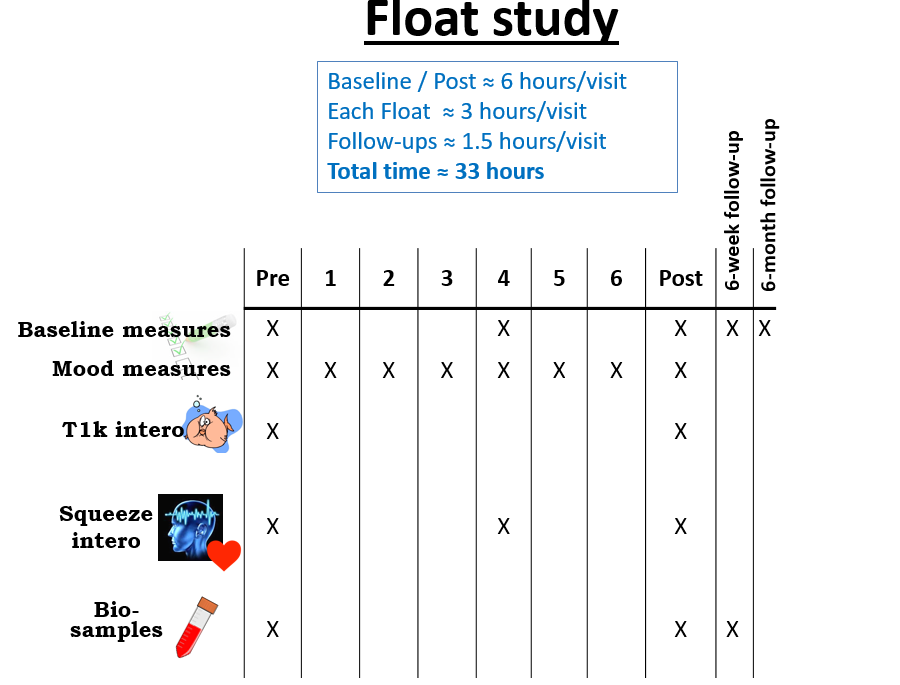 Float study
Baseline / Post ≈ 6 hours/visit
Each Float ≈ 3 hours/visit
Follow-ups ≈ 1.5 hours/visit
Total time ≈ 33 hours
Pre 1 2 3 4 5 6 Post 6-week follow-up 6-month follow-up
Baseline measures X X X X X
Mood measures X X X X X X X X
T1k intero X X
Squeeze
intero X X X
Bio-
samples X X X